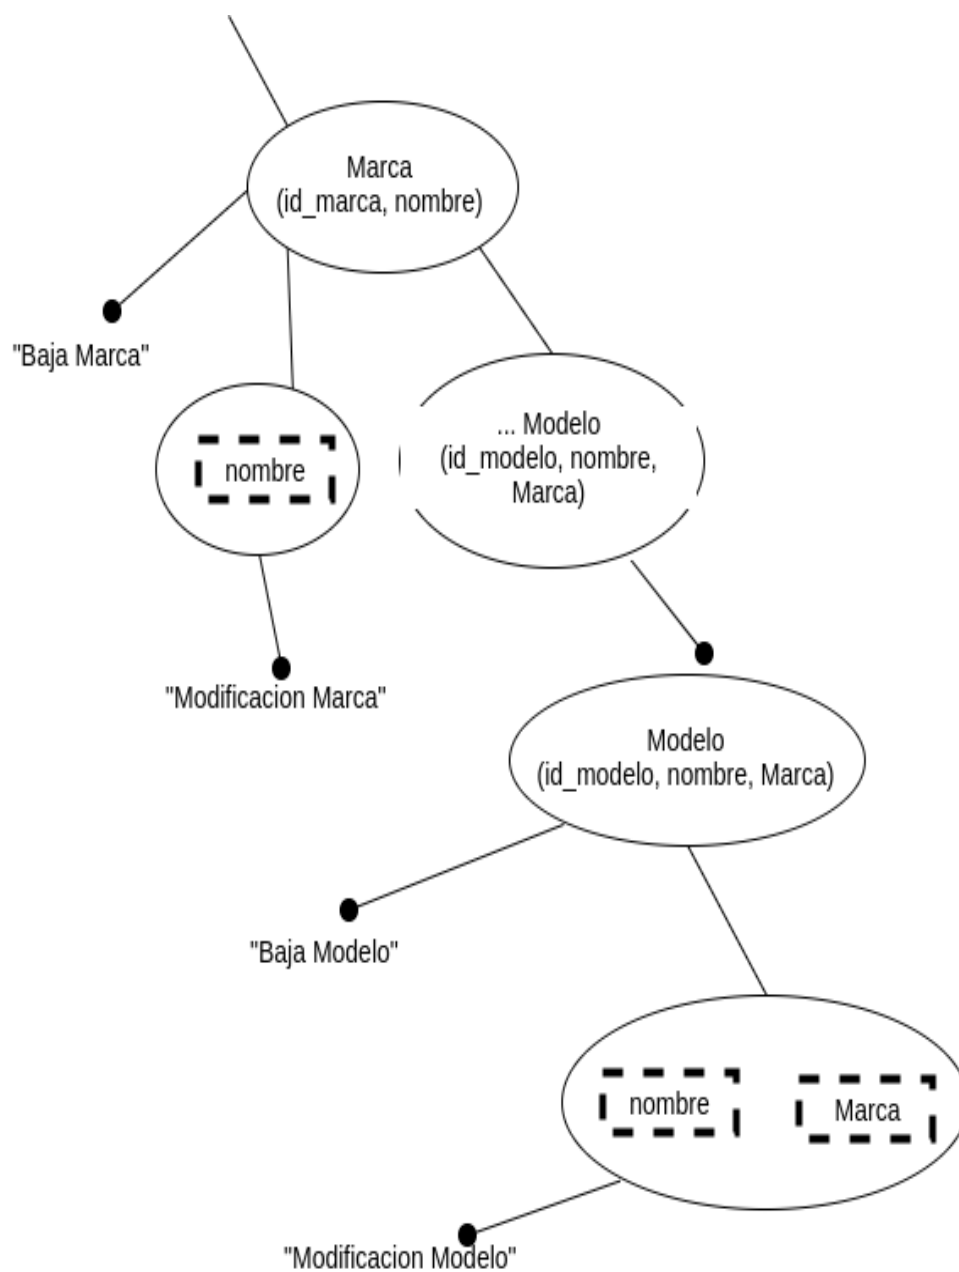 Marca
(id_marca, nombre)
"Baja Marca"
nombre
... Modelo
(id_modelo, nombre,
Marca)
"Modificacion Marca"
Modelo
(id_modelo, nombre, Marca)
"Baja Modelo"
nombre
Marca
"Modificacion Modelo"